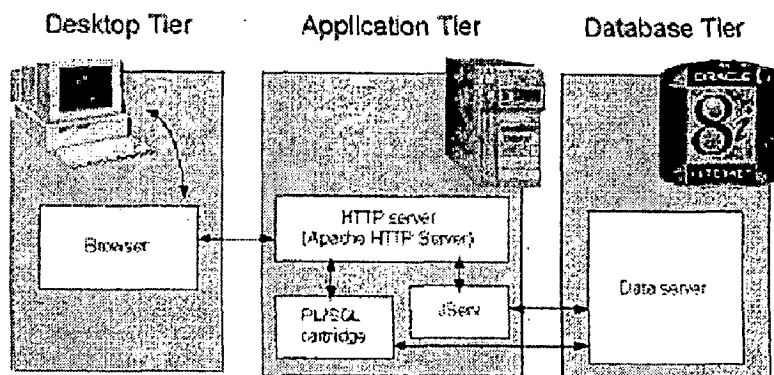 Desktop Tier
Application Tier
Database Tier
ORACLE
8i
INTERNET
HTTP server
(Apache HTTP Server)
Browser
Data server
PL/SQL
cartridge
JServ